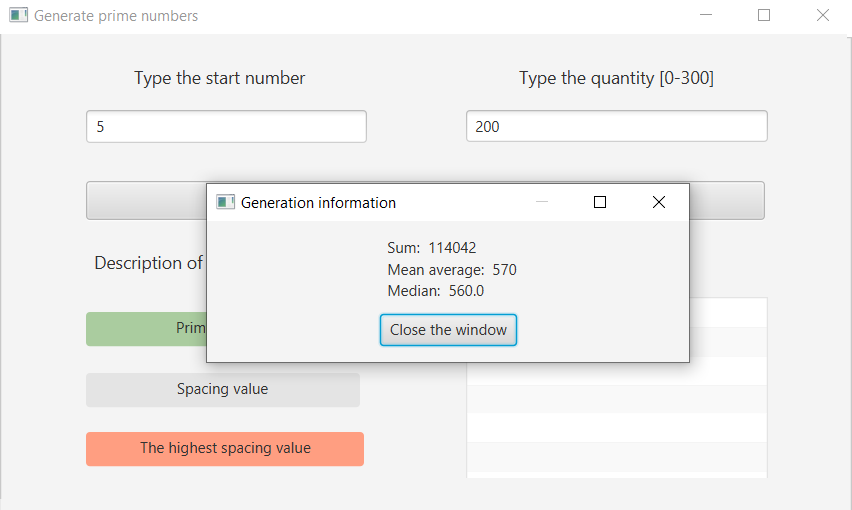 Generate prime numbers
Type the start number
Type the quantity [0-300]
5
200
Generation information
Sum: 114042
Mean average: 570
Median: 560.0
Close the window
Description of
Prim
Spacing value
The highest spacing value